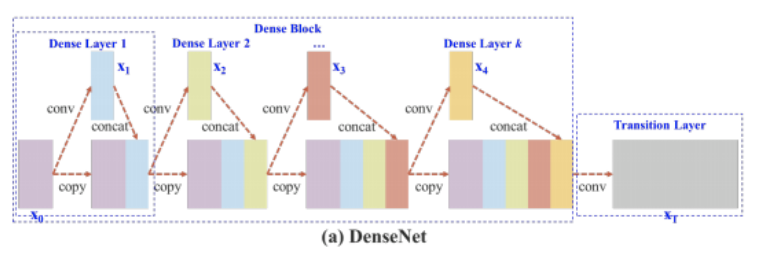 Dense Block
Dense Layer 1 Dense Layer 2 ... Dense Layer k
x1 x2 x3 x4
conv conv conv conv
concat concat concat concat
Transition Layer
copy copy copy copy conv
x0 xT
(a) DenseNet